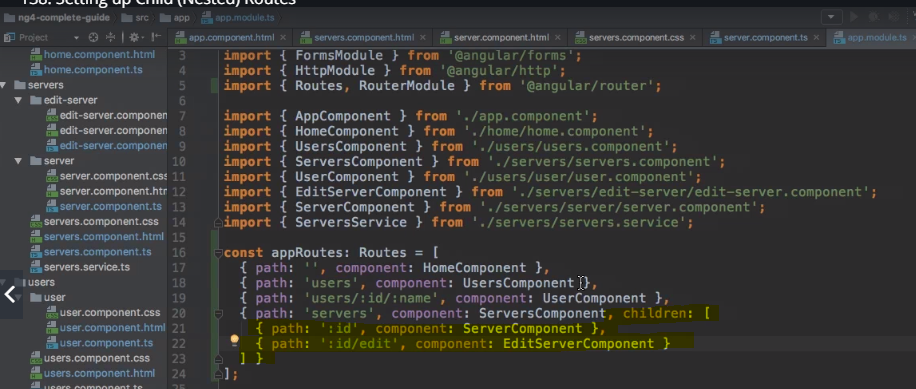 138. Setting up Child (Nested) Routes
ng4-complete-guide src app app.module.ts
Project app.component.html servers.component.html server.component.html servers.component.css server.component.ts app.module.ts
home.component.html
home.component.ts
servers
edit-server
edit-server.componen
edit-server.componen
edit-server.componen
server
server.component.css
server.component.htm
server.component.ts
servers.component.css
servers.component.html
servers.component.ts
servers.service.ts
users
user
user.component.css
user.component.html
user.component.ts
users.component.css
users.component.html
users.component.ts
3 import { FormsModule } from '@angular/forms';
4 import { HttpModule } from '@angular/http';
5 import { Routes, RouterModule } from '@angular/router';
6
7 import { AppComponent } from './app.component';
8 import { HomeComponent } from './home/home.component';
9 import { UsersComponent } from './users/users.component';
10 import { ServersComponent } from './servers/servers.component';
11 import { UserComponent } from './users/user/user.component';
12 import { EditServerComponent } from './servers/edit-server/edit-server.component';
13 import { ServerComponent } from './servers/server/server.component';
14 import { ServersService } from './servers/servers.service';
15
16 const appRoutes: Routes = [
17 { path: '', component: HomeComponent },
18 { path: 'users', component: UsersComponent },
19 { path: 'users/:id/:name', component: UserComponent },
20 { path: 'servers', component: ServersComponent, children: [
21 { path: ':id', component: ServerComponent },
22 { path: ':id/edit', component: EditServerComponent }
23 ] }
24 ];
25